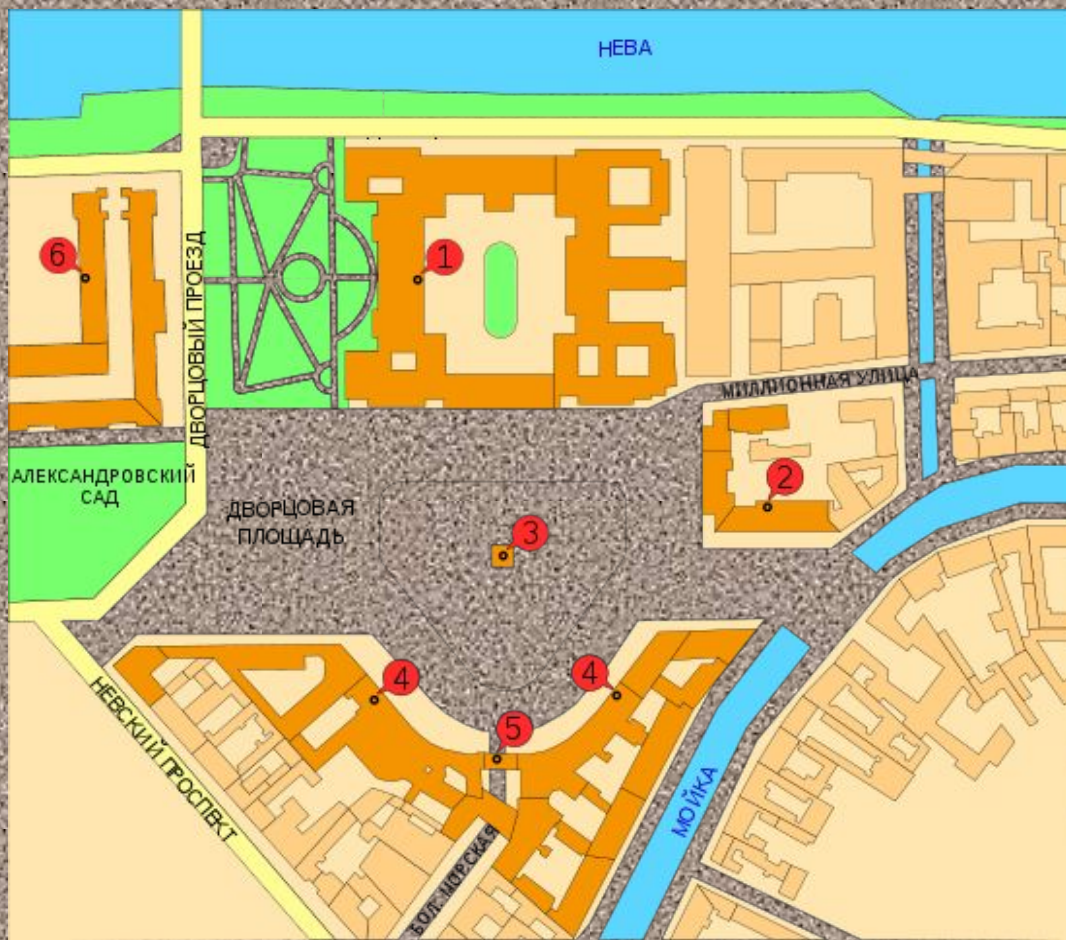 НЕВА
6
1
ДВОРЦОВЫЙ ПРОЕЗД
МИЛЛИОННАЯ УЛИЦА
АЛЕКСАНДРОВСКИЙ
САД
2
ДВОРЦОВАЯ
ПЛОЩАДЬ
3
4
4
5
НЕВСКИЙ ПРОСПЕКТ
МОЙКА
БОЛ. МОРСКАЯ